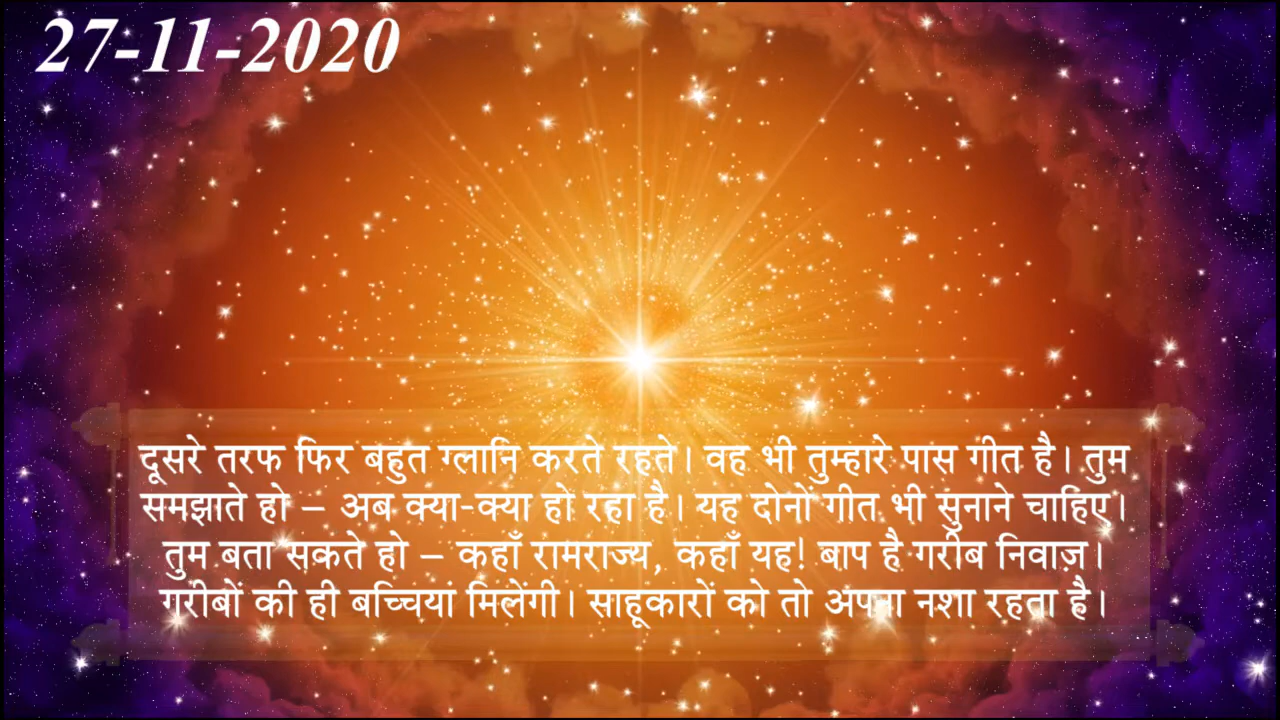 27-11-2020
दूसरे तरफ फिर बहुत ग्लानि करते रहते। वह भी तुम्हारे पास गीत है। तुम
समझाते हो – अब क्या-क्या हो रहा है। यह दोनों गीत भी सुनाने चाहिए।
तुम बता सकते हो – कहाँ रामराज्य, कहाँ यह! बाप है गरीब निवाज़।
गरीबों की ही बच्चियां मिलेंगी। साहूकारों को तो अपना नशा रहता है।